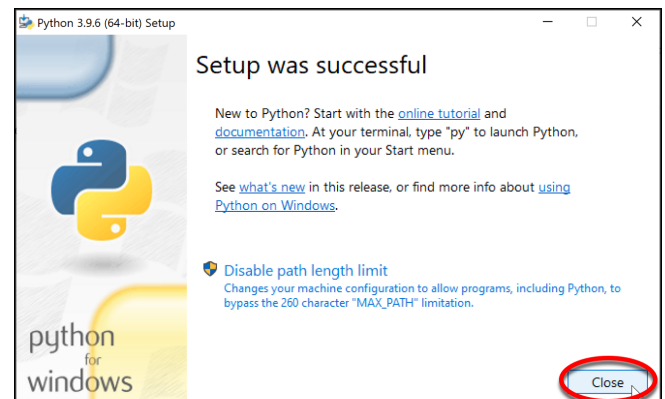 Python 3.9.6 (64-bit) Setup
Setup was successful
New to Python? Start with the online tutorial and
documentation. At your terminal, type "py" to launch Python,
or search for Python in your Start menu.
See what's new in this release, or find more info about using
Python on Windows.
Disable path length limit
Changes your machine configuration to allow programs, including Python, to
bypass the 260 character "MAX_PATH" limitation.
python
for
windows
Close